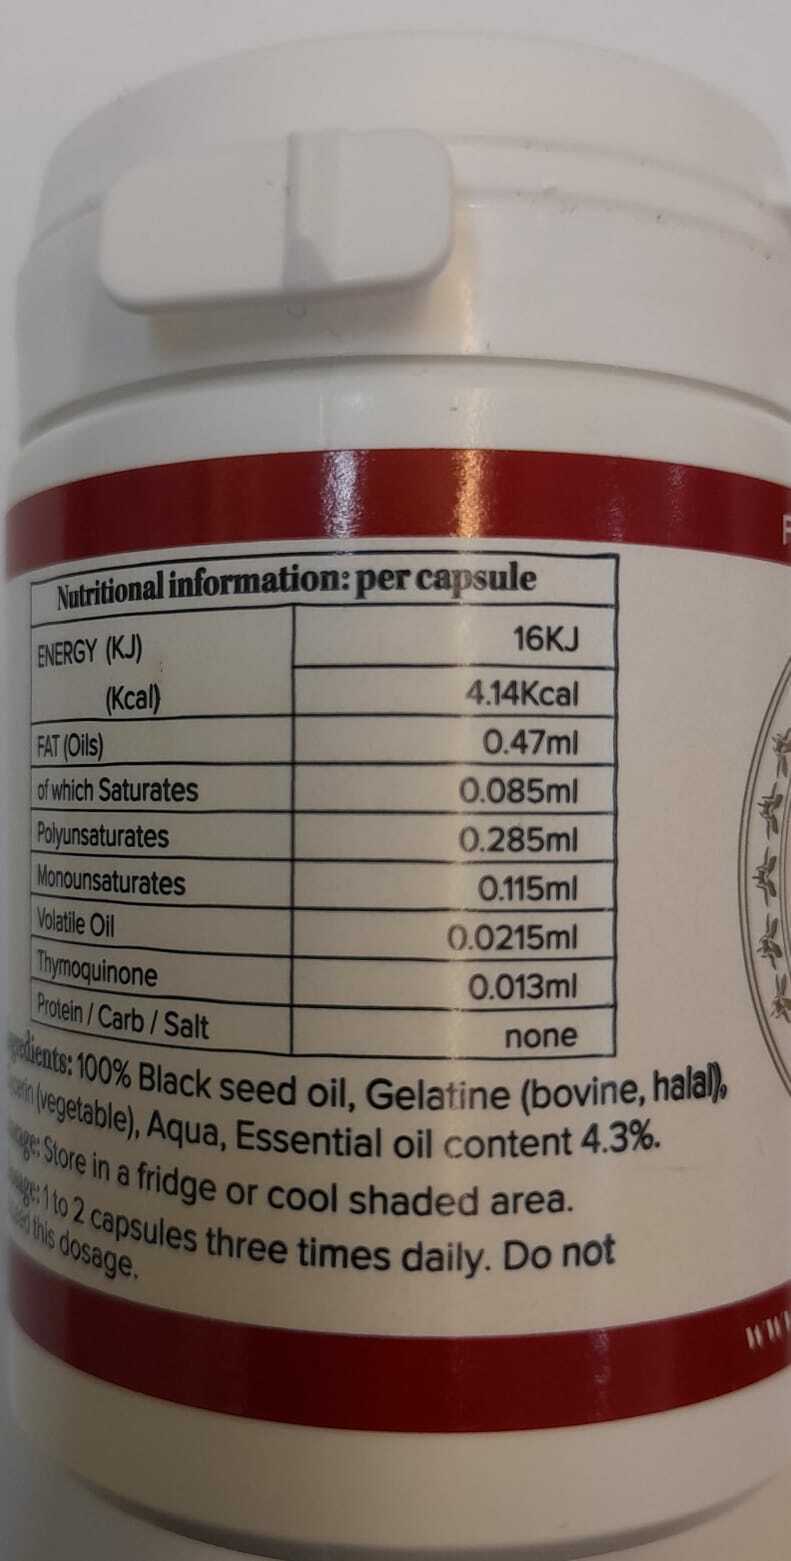 Nutritional information: per capsule
ENERGY (KJ) 16KJ
(Kcal) 4.14Kcal
FAT (Oils) 0.47ml
of which Saturates 0.085ml
Polyunsaturates 0.285ml
Monounsaturates 0.115ml
Volatile Oil 0.0215ml
Thymoquinone 0.013ml
Protein / Carb / Salt none
100% Black seed oil, Gelatine (bovine, halal),
(vegetable), Aqua, Essential oil content 4.3%.
Store in a fridge or cool shaded area.
1 to 2 capsules three times daily. Do not
this dosage.